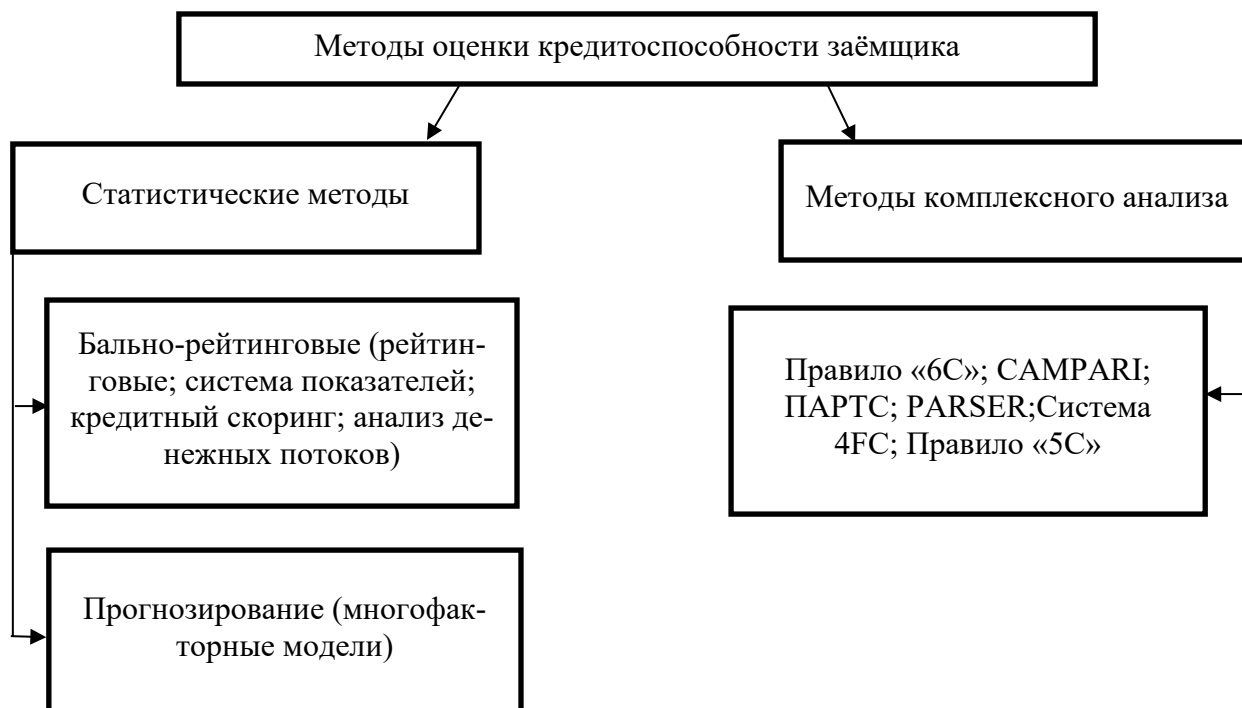 Методы оценки кредитоспособности заёмщика
Статистические методы
Методы комплексного анализа
Бально-рейтинговые (рейтин-
говые; система показателей;
кредитный скоринг; анализ де-
нежных потоков)
Правило «6С»; CAMPARI;
ПАРТС; PARSER;Система
4FC; Правило «5С»
Прогнозирование (многофак-
торные модели)